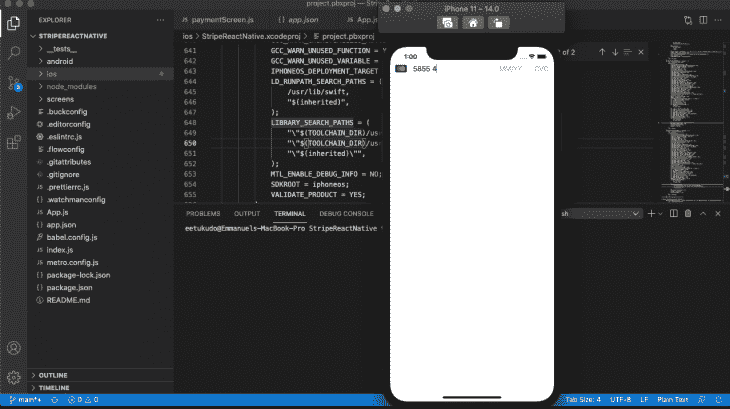 project.pbxproj — StripeRea
EXPLORER
STRIPEREACTNATIVE
__tests__
android
ios
node_modules
screens
.buckconfig
.editorconfig
.eslintrc.js
.flowconfig
.gitattributes
.gitignore
.prettierrc.js
.watchmanconfig
App.js
app.json
babel.config.js
index.js
metro.config.js
package-lock.json
package.json
README.md
OUTLINE
TIMELINE
paymentScreen.js
app.json
App.js
ios > StripeReactNative.xcodeproj > project.pbxproj
641 GCC_WARN_UNUSED_FUNCTION = Y
642 GCC_WARN_UNUSED_VARIABLE =
643 IPHONEOS_DEPLOYMENT_TARGET
644 LD_RUNPATH_SEARCH_PATHS = (
645 /usr/lib/swift,
646 "$(inherited)",
647 );
648 LIBRARY_SEARCH_PATHS = (
649 "\"$(TOOLCHAIN_DIR)/us
650 "\"$(TOOLCHAIN_DIR)/us
651 "\"$(inherited)\"",
652 );
653 MTL_ENABLE_DEBUG_INFO = NO;
654 SDKROOT = iphoneos;
655 VALIDATE_PRODUCT = YES;
of 2
PROBLEMS OUTPUT TERMINAL DEBUG CONSOLE
sh
eetukudo@Emmanuels-MacBook-Pro StripeReactNative
iPhone 11 – 14.0
1:00
5855 4 MM/YY CVC
main*+ 0 0 Tab Size: 4 UTF-8 LF Plain Text